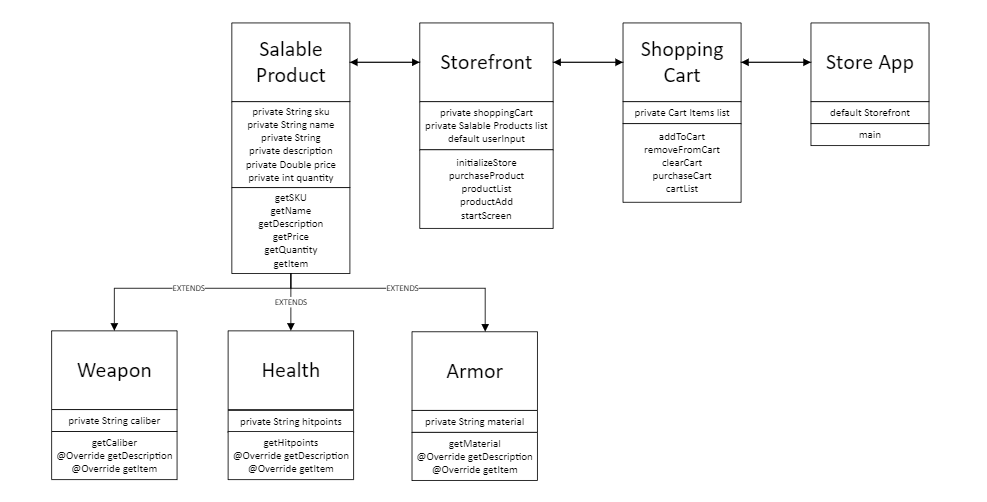 Salable
Product
private String sku
private String name
private String
private description
private Double price
private int quantity
getSKU
getName
getDescription
getPrice
getQuantity
getItem
Storefront
private shoppingCart
private Salable Products list
default userInput
initializeStore
purchaseProduct
productList
productAdd
startScreen
Shopping
Cart
private Cart Items list
addToCart
removeFromCart
clearCart
purchaseCart
cartList
Store App
default Storefront
main
EXTENDS
EXTENDS
EXTENDS
Weapon
private String caliber
getCaliber
@Override getDescription
@Override getItem
Health
private String hitpoints
getHitpoints
@Override getDescription
@Override getItem
Armor
private String material
getMaterial
@Override getDescription
@Override getItem